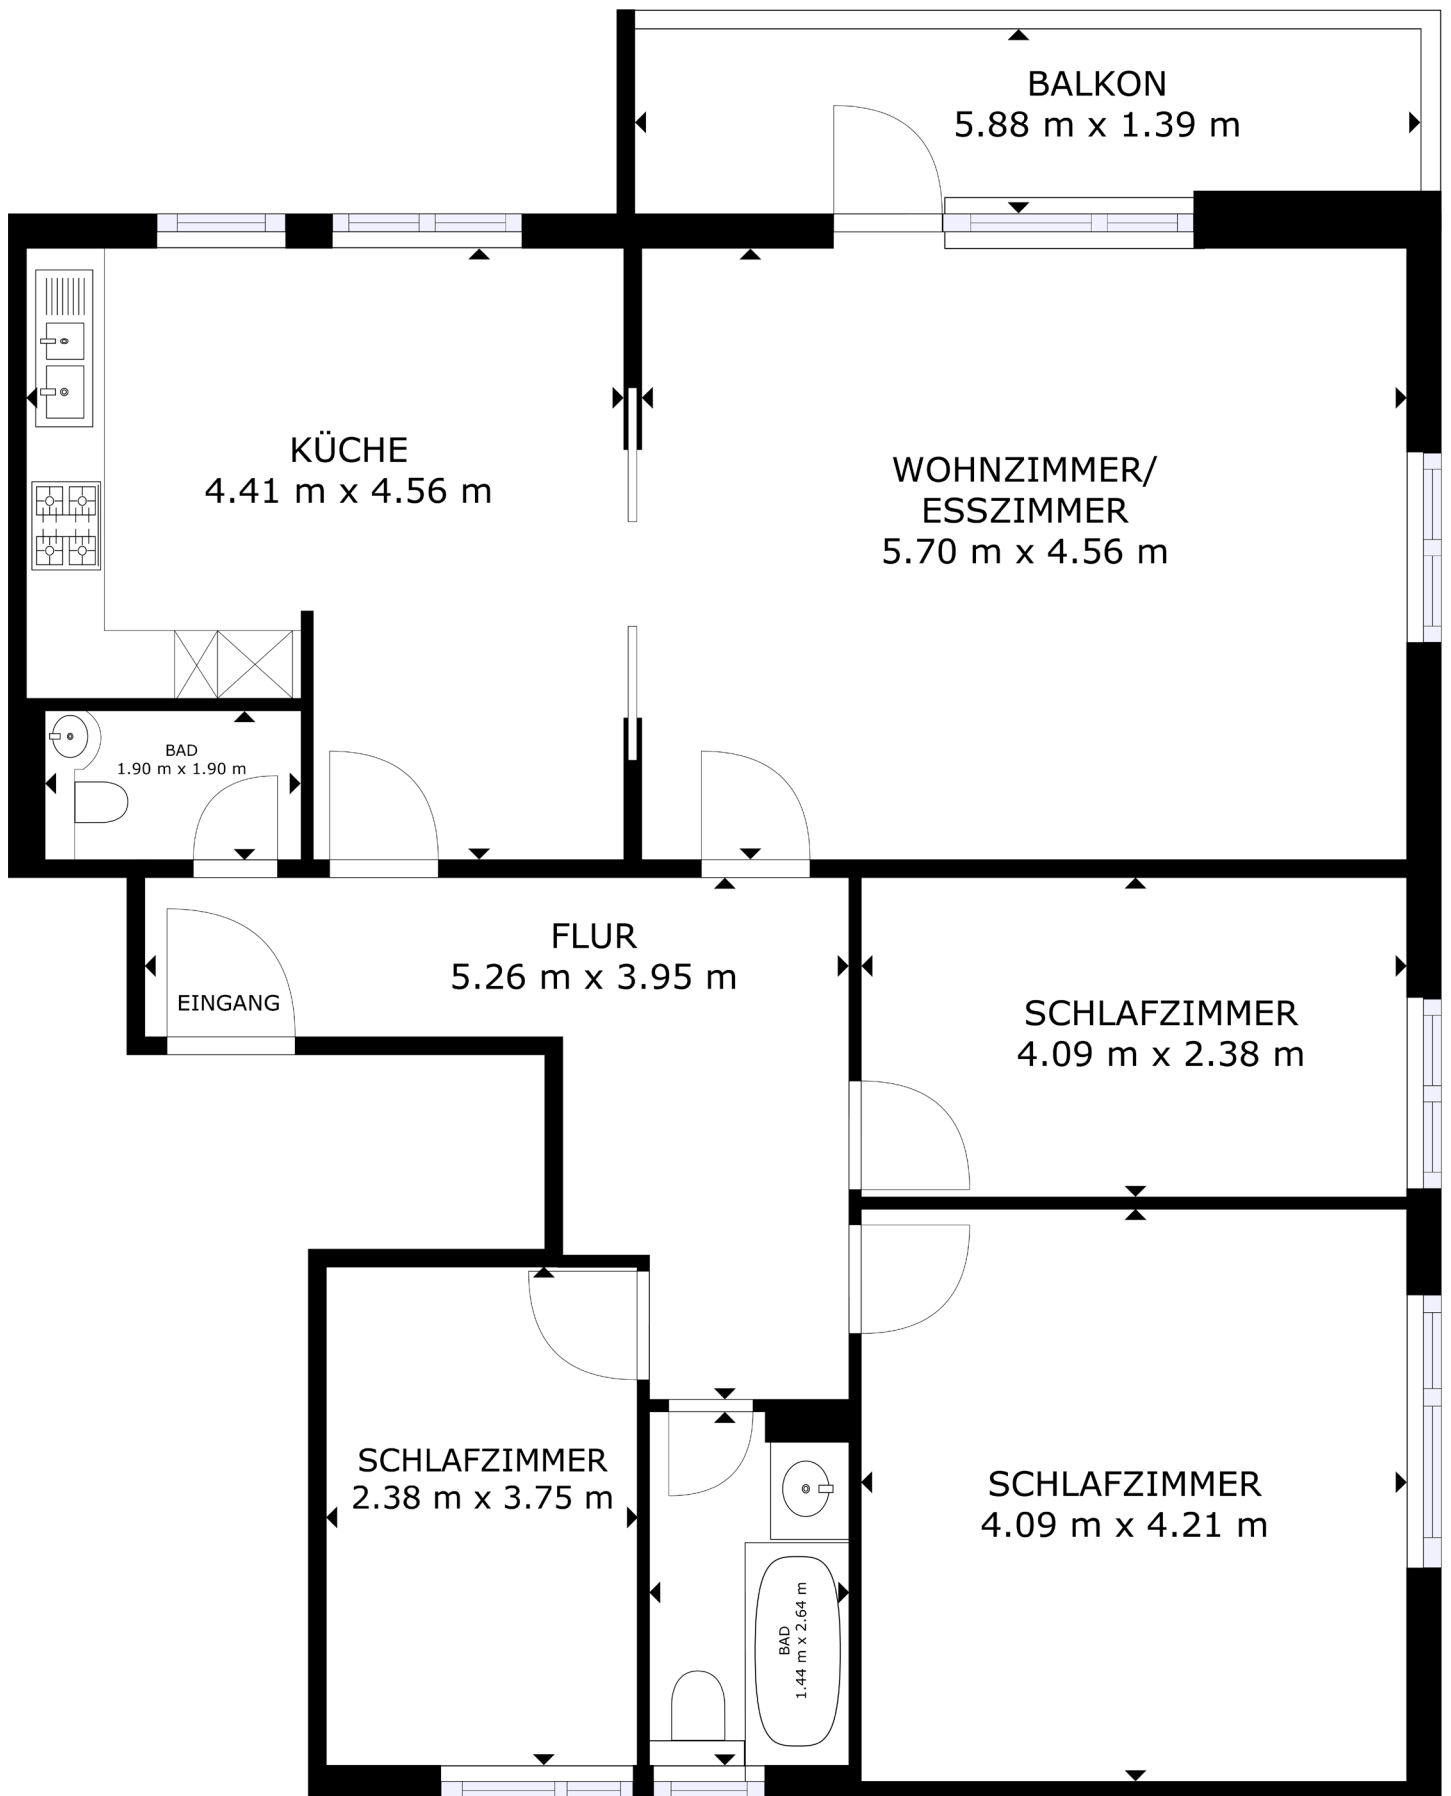 BALKON
5.88 m x 1.39 m
KÜCHE
4.41 m x 4.56 m
WOHNZIMMER/
ESSZIMMER
5.70 m x 4.56 m
BAD
1.90 m x 1.90 m
FLUR
5.26 m x 3.95 m
EINGANG
SCHLAFZIMMER
4.09 m x 2.38 m
SCHLAFZIMMER
2.38 m x 3.75 m
SCHLAFZIMMER
4.09 m x 4.21 m
BAD
1.44 m x 2.64 m